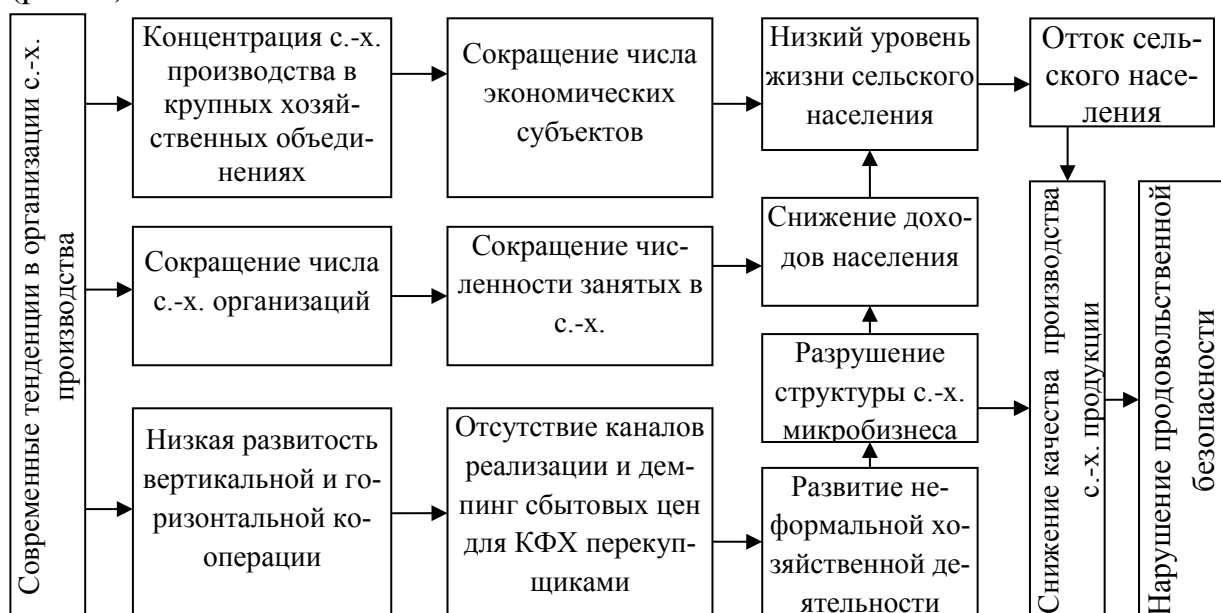 Современные тенденции в организации с.-х.
производства
Концентрация с.-х.
производства в
крупных хозяй-
ственных объеди-
нениях
Сокращение числа
экономических
субъектов
Низкий уровень
жизни сельского
населения
Отток сель-
ского насе-
ления
Сокращение числа
с.-х. организаций
Сокращение чис-
ленности занятых в
с.-х.
Снижение дохо-
дов населения
Разрушение
структуры с.-х.
микробизнеса
Низкая развитость
вертикальной и го-
ризонтальной ко-
операции
Отсутствие каналов
реализации и дем-
пинг сбытовых цен
для КФХ перекуп-
щиками
Развитие не-
формальной хо-
зяйственной де-
ятельности
Снижение качества производства
с.-х. продукции
Нарушение продовольственной
безопасности